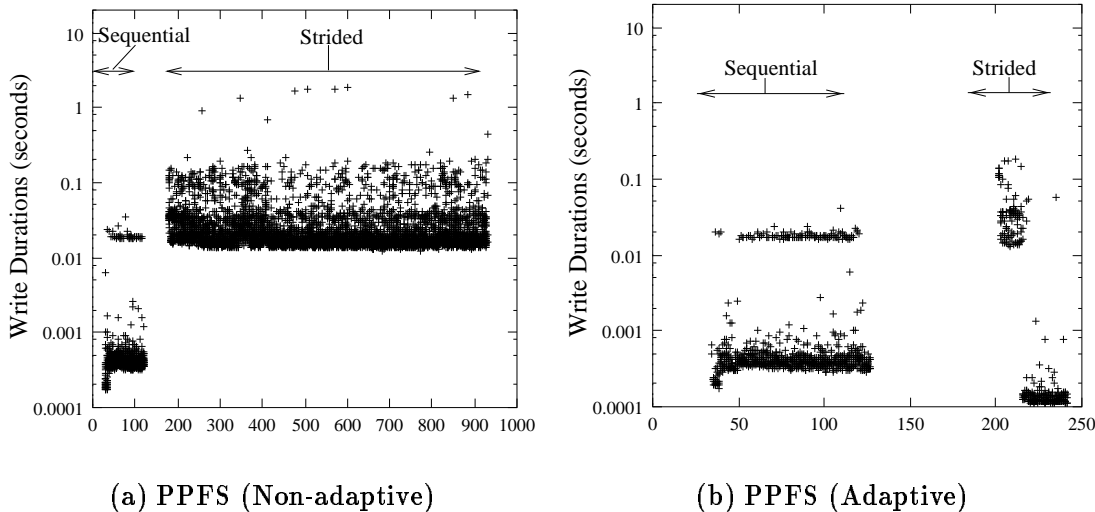 10
Sequential
Strided
1
0.1
0.01
0.001
0.0001
0 100 200 300 400 500 600 700 800 900 1000
Write Durations (seconds)
(a) PPFS (Non-adaptive)
10
Sequential
Strided
1
0.1
0.01
0.001
0.0001
0 50 100 150 200 250
Write Durations (seconds)
(b) PPFS (Adaptive)